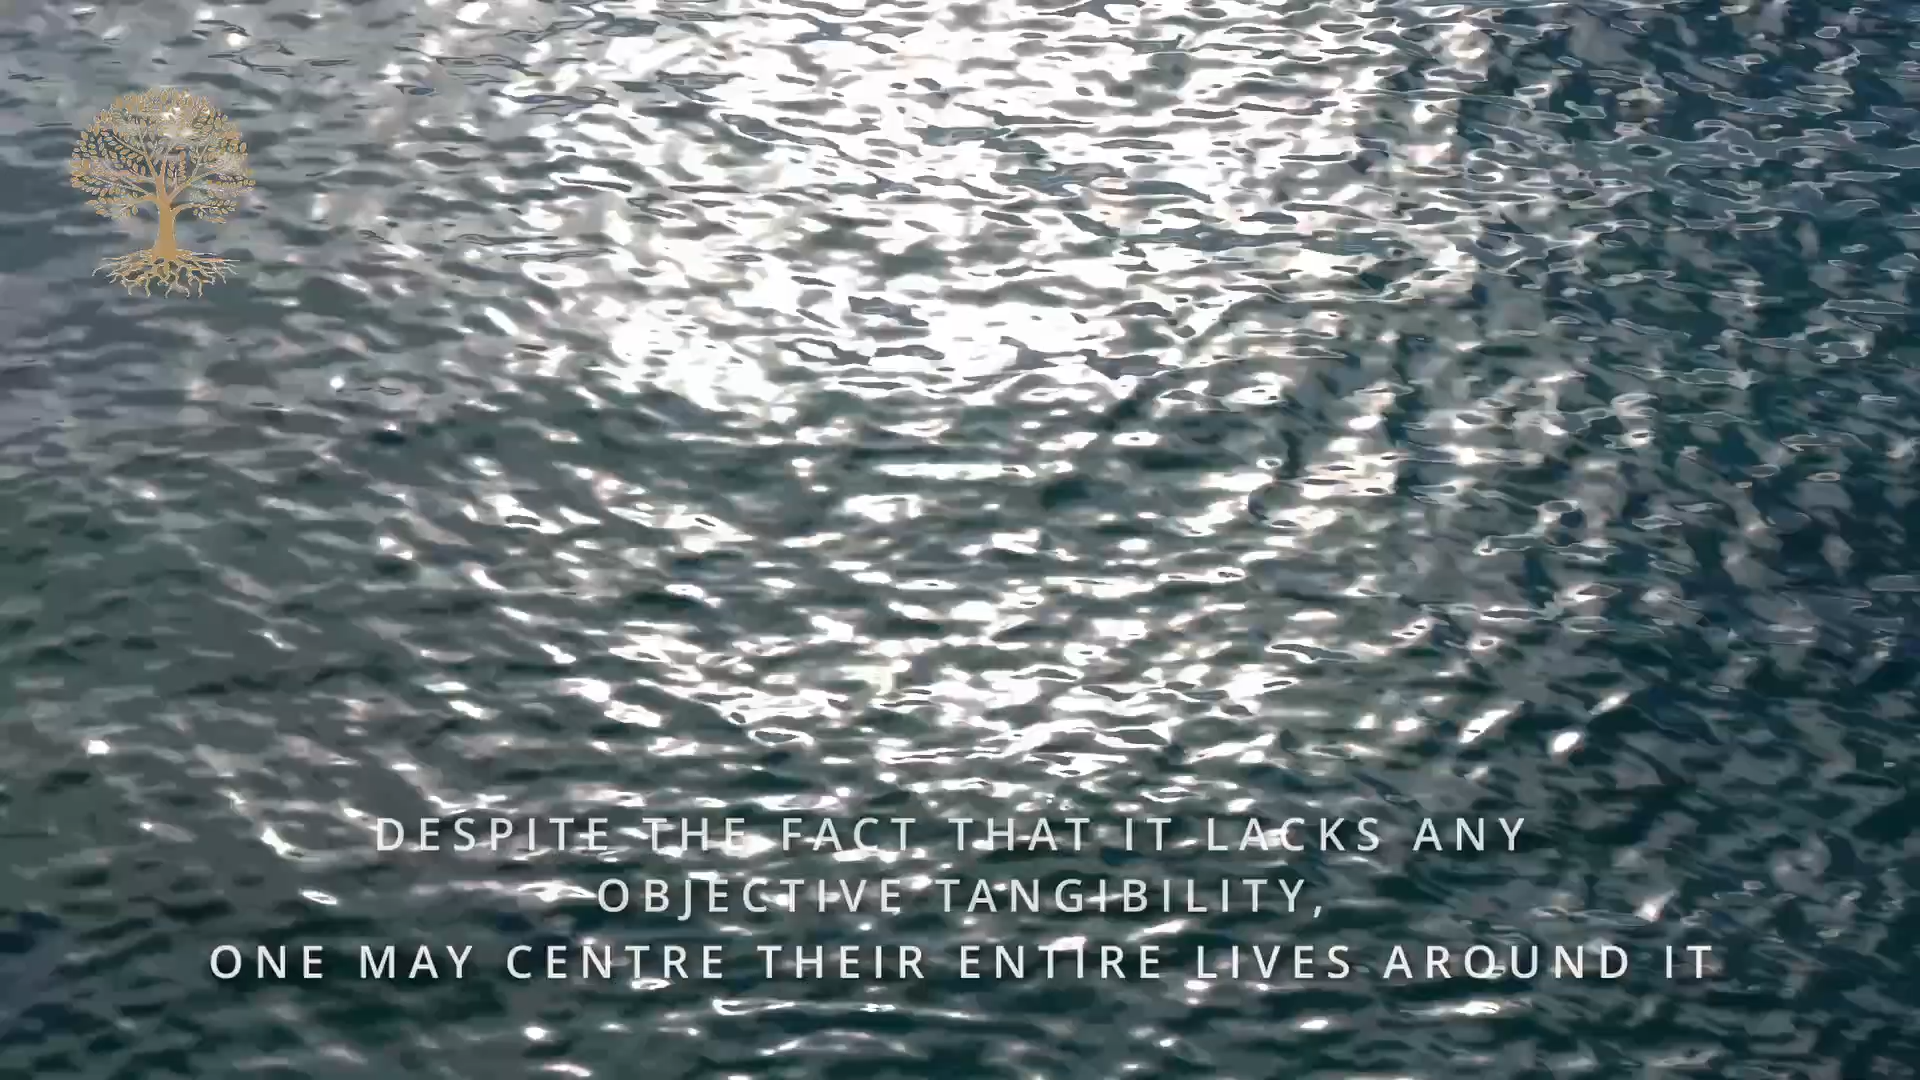 DESPITE THE FACT THAT IT LACKS ANY
OBJECTIVE TANGIBILITY,
ONE MAY CENTRE THEIR ENTIRE LIVES AROUND IT